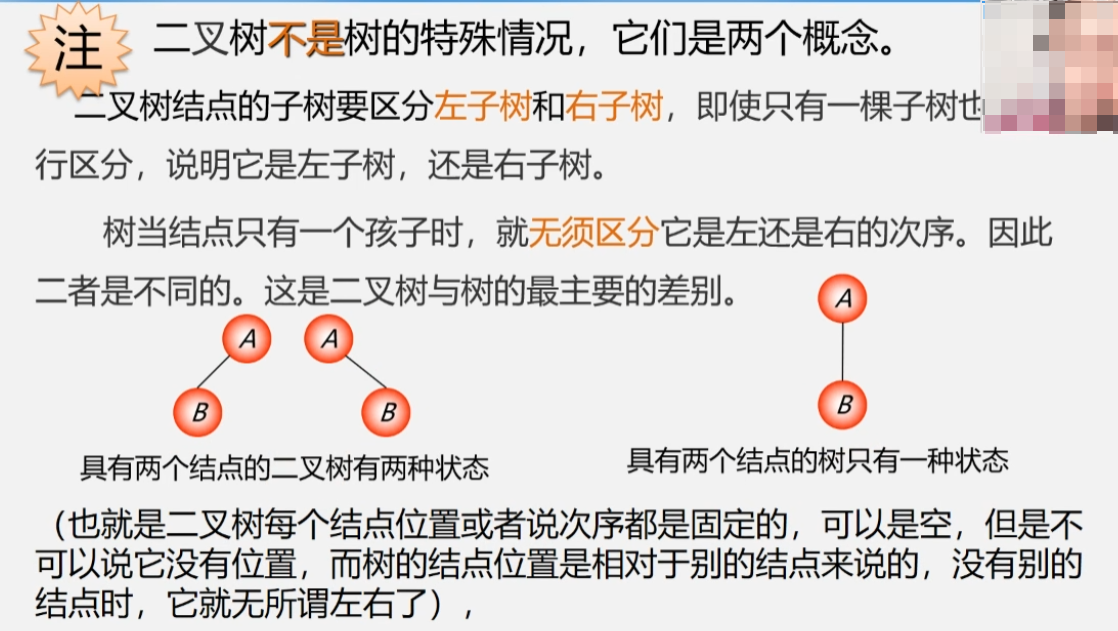 注
二叉树不是树的特殊情况，它们是两个概念。
二叉树结点的子树要区分左子树和右子树，即使只有一棵子树也
行区分，说明它是左子树，还是右子树。
树当结点只有一个孩子时，就无须区分它是左还是右的次序。因此
二者是不同的。这是二叉树与树的最主要的差别。
A A A
B B B
具有两个结点的二叉树有两种状态
具有两个结点的树只有一种状态
（也就是二叉树每个结点位置或者说次序都是固定的，可以是空，但是不
可以说它没有位置，而树的结点位置是相对于别的结点来说的，没有别的
结点时，它就无所谓左右了），